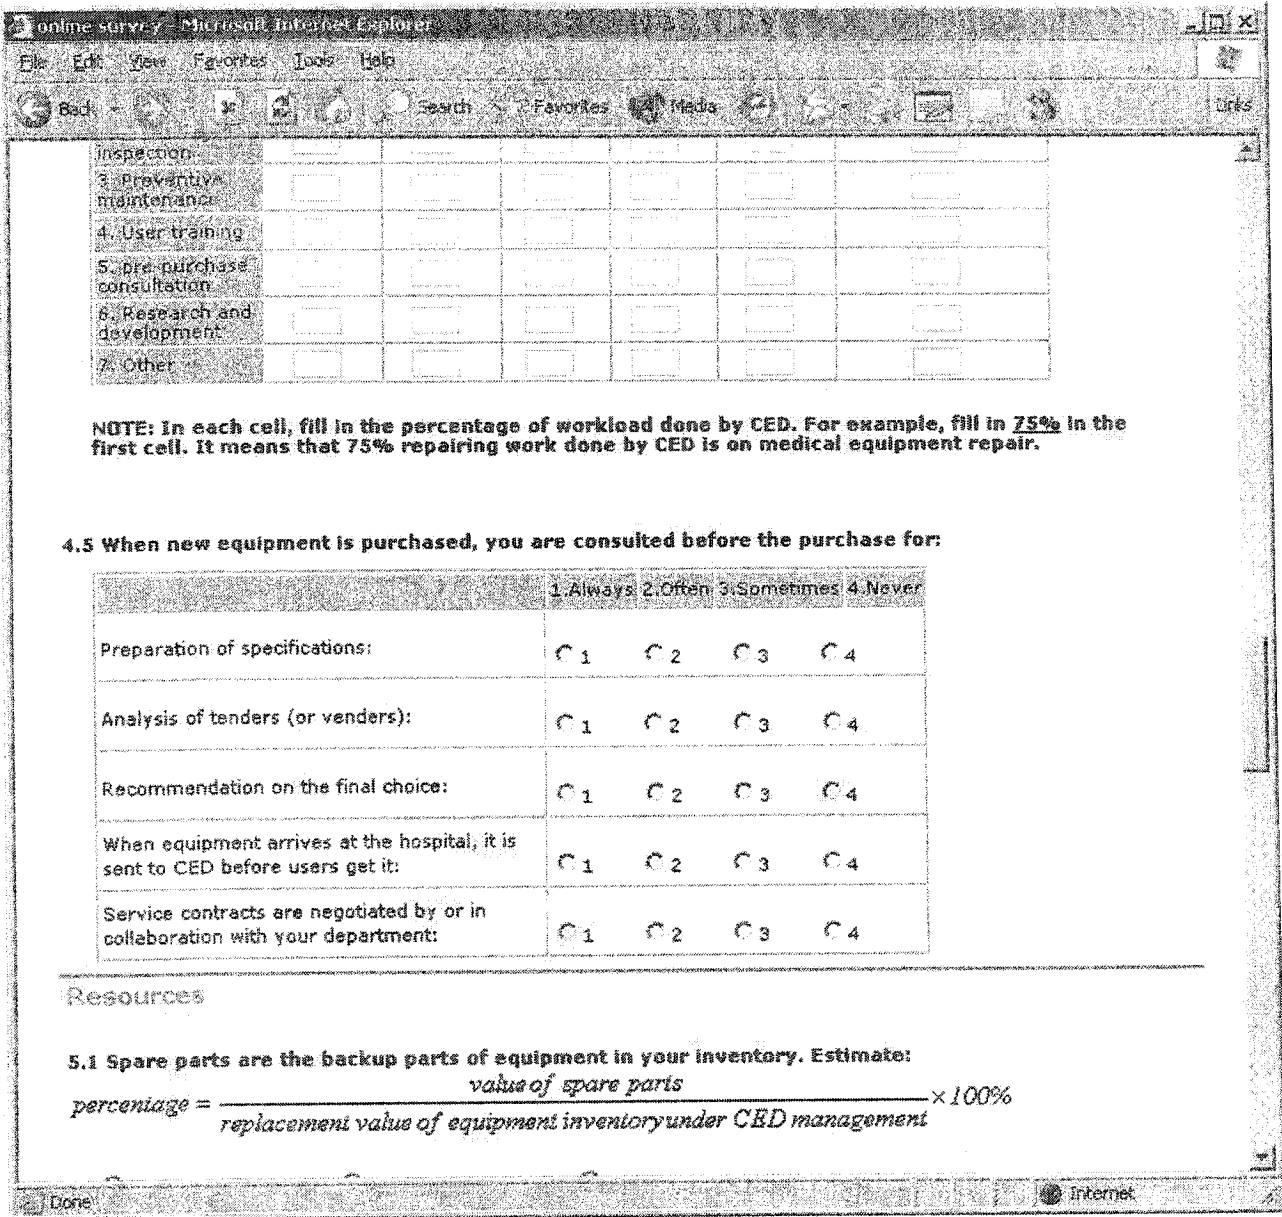 online survey - Microsoft Internet Explorer
File Edit View Favorites Tools Help
Back Search Favorites Media Links
inspection
3. Preventive
maintenance
4. User training
5. pre purchase
consultation
6. Research and
development
7. Other
NOTE: In each cell, fill in the percentage of workload done by CED. For example, fill in 75% in the
first cell. It means that 75% repairing work done by CED is on medical equipment repair.
4.5 When new equipment is purchased, you are consulted before the purchase for:
1.Always 2.Often 3.Sometimes 4.Never
Preparation of specifications: 1 2 3 4
Analysis of tenders (or venders): 1 2 3 4
Recommendation on the final choice: 1 2 3 4
When equipment arrives at the hospital, it is
sent to CED before users get it: 1 2 3 4
Service contracts are negotiated by or in
collaboration with your department: 1 2 3 4
Resources
5.1 Spare parts are the backup parts of equipment in your inventory. Estimate:
percentage = value of spare parts / replacement value of equipment inventory under CED management ×100%
Done Internet